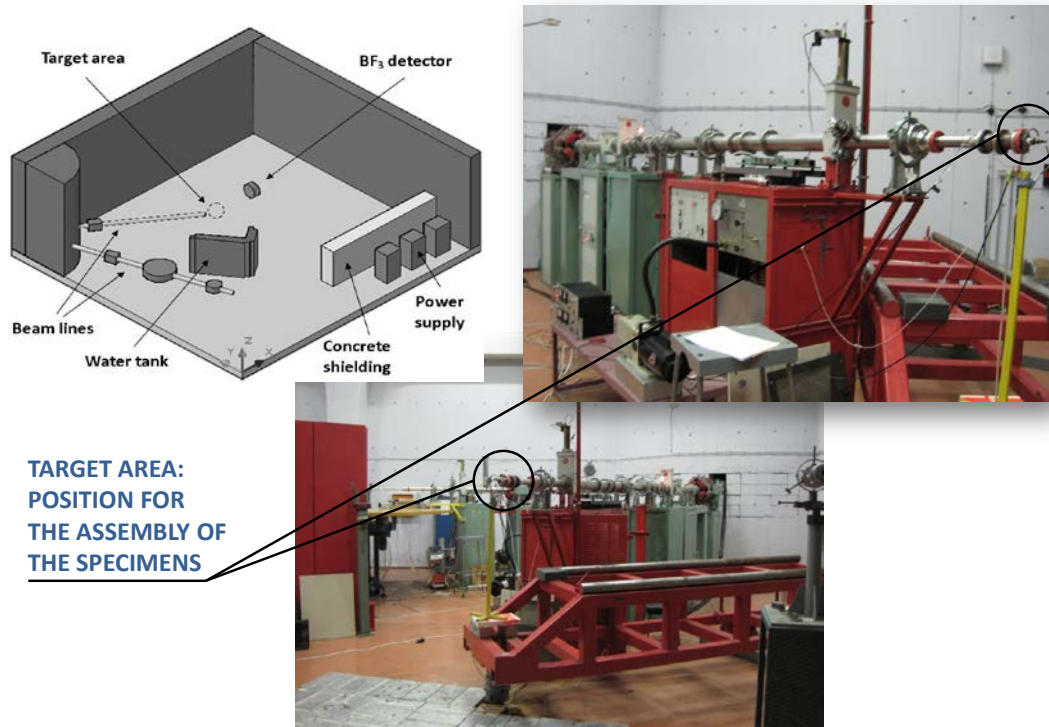 Target area
BF₃ detector
Beam lines
Water tank
Concrete
shielding
Power
supply
Z
Y
X
TARGET AREA:
POSITION FOR
THE ASSEMBLY OF
THE SPECIMENS